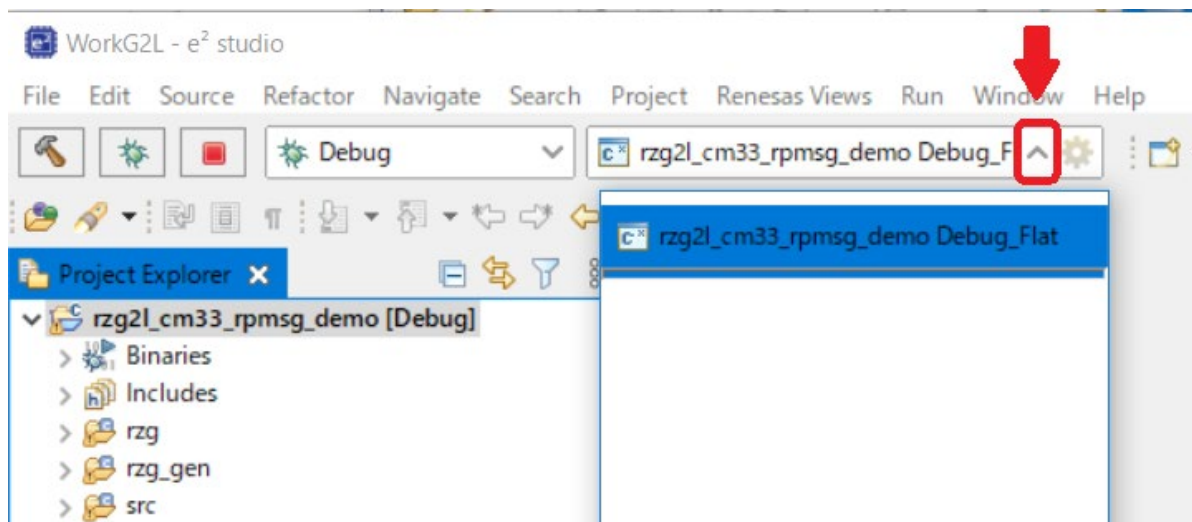 WorkG2L - e² studio
File Edit Source Refactor Navigate Search Project Renesas Views Run Window Help
Debug
rzg2l_cm33_rpmsg_demo Debug_F
rzg2l_cm33_rpmsg_demo Debug_Flat
Project Explorer
rzg2l_cm33_rpmsg_demo [Debug]
Binaries
Includes
rzg
rzg_gen
src